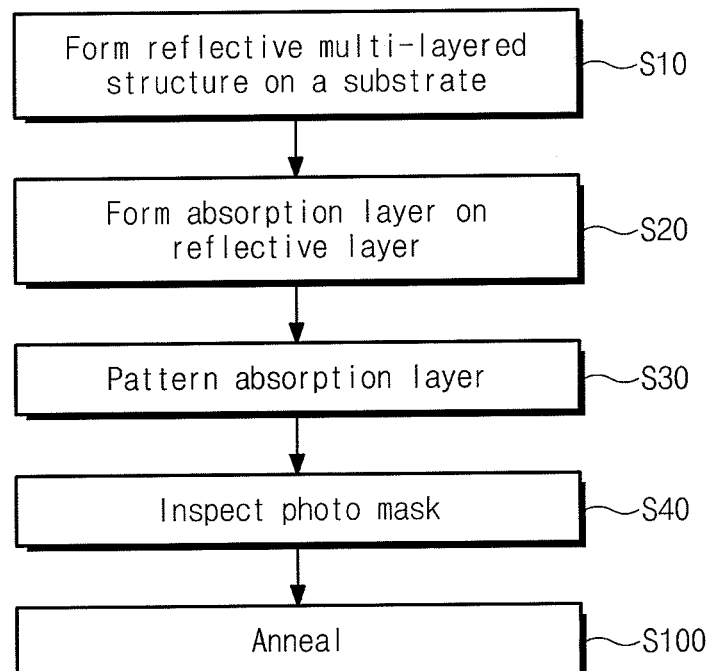 Form reflective multi-layered
structure on a substrate
S10
Form absorption layer on
reflective layer
S20
Pattern absorption layer
S30
Inspect photo mask
S40
Anneal
S100